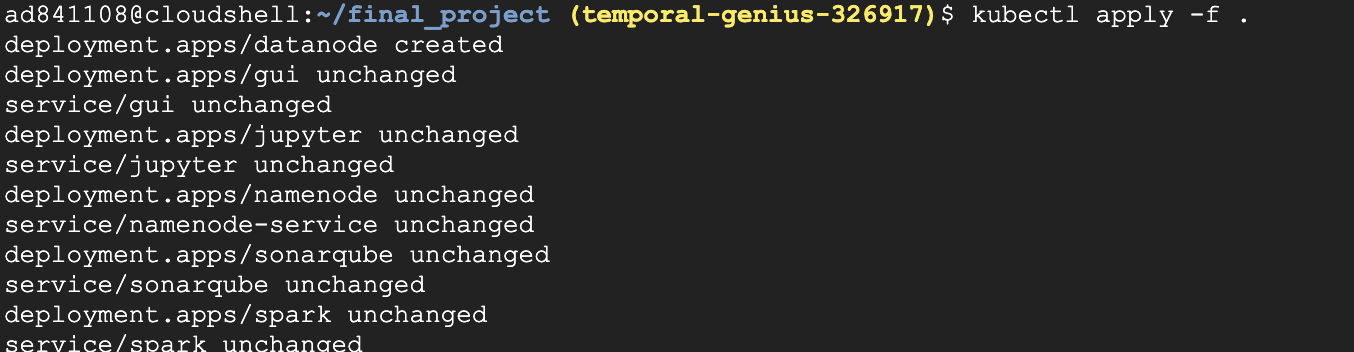 ad841108@cloudshell:~/final_project (temporal-genius-326917)$ kubectl apply -f .
deployment.apps/datanode created
deployment.apps/gui unchanged
service/gui unchanged
deployment.apps/jupyter unchanged
service/jupyter unchanged
deployment.apps/namenode unchanged
service/namenode-service unchanged
deployment.apps/sonarqube unchanged
service/sonarqube unchanged
deployment.apps/spark unchanged
service/spark unchanged